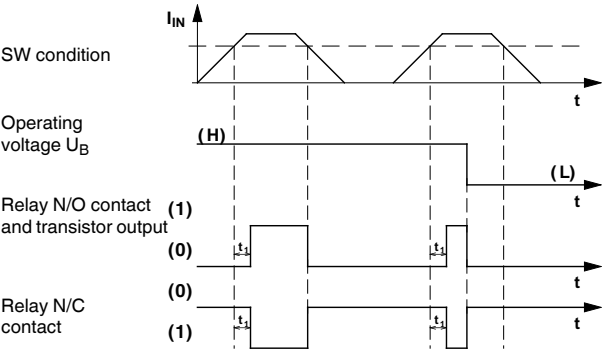 I_IN
SW condition
t
Operating
voltage U_B
(H)
(L)
t
Relay N/O contact
and transistor output
(1)
(0)
t₁
t₁
t
Relay N/C
contact
(0)
(1)
t₁
t₁
t